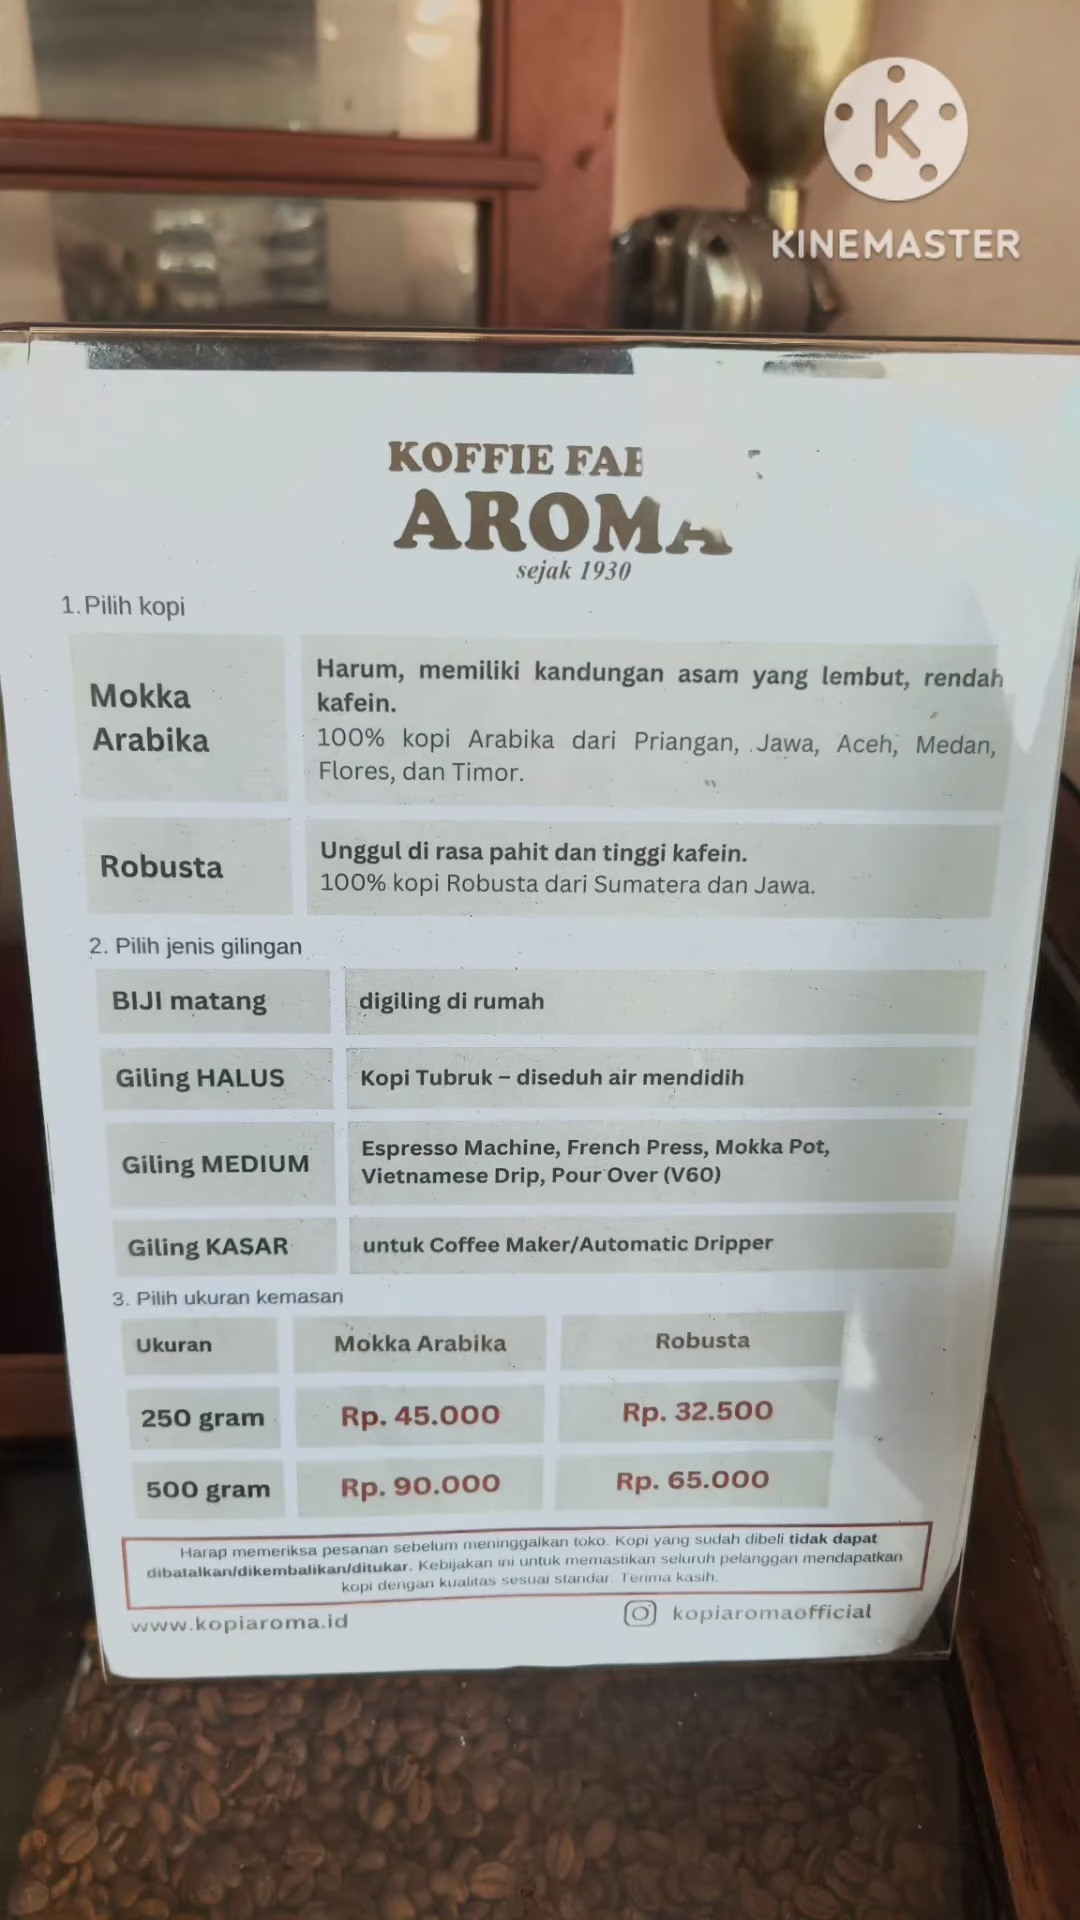 KINEMASTER
KOFFIE
AROMA
sejak 1930
1. Pilih kopi
Mokka
Arabika
Harum, memiliki kandungan asam yang lembut, rendah
kafein.
100% kopi Arabika dari Priangan, Jawa, Aceh, Medan,
Flores, dan Timor.
Robusta
Unggul di rasa pahit dan tinggi kafein.
100% kopi Robusta dari Sumatera dan Jawa.
2. Pilih jenis gilingan
BIJI matang
digiling di rumah
Giling HALUS
Kopi Tubruk – diseduh air mendidih
Giling MEDIUM
Espresso Machine, French Press, Mokka Pot,
Vietnamese Drip, Pour Over (V60)
Giling KASAR
untuk Coffee Maker/Automatic Dripper
3. Pilih ukuran kemasan
Ukuran Mokka Arabika Robusta
250 gram Rp. 45.000 Rp. 32.500
500 gram Rp. 90.000 Rp. 65.000
Harap memeriksa pesanan sebelum meninggalkan toko. Kopi yang sudah dibeli tidak dapat
dibatalkan/dikembalikan/ditukar. Kebijakan ini untuk memastikan seluruh pelanggan mendapatkan
kopi dengan kualitas sesuai standar. Terima kasih.
www.kopiaroma.id
kopiaromaofficial